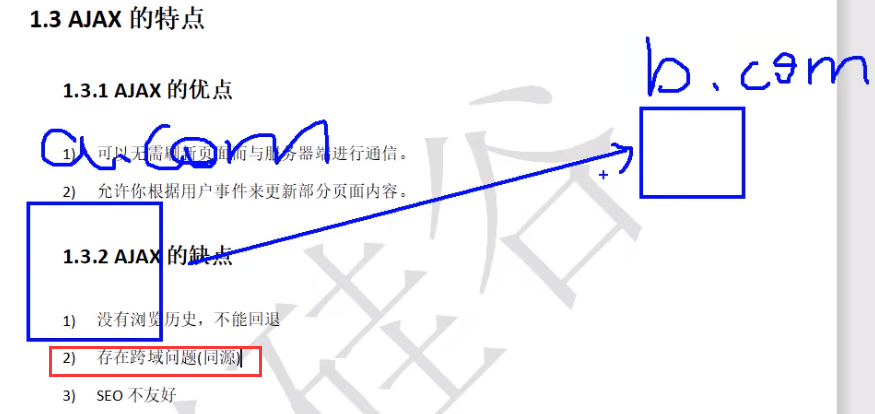 1.3 AJAX 的特点
b.com
1.3.1 AJAX 的优点
a.com
1) 可以无需刷新页面而与服务器端进行通信。
2) 允许你根据用户事件来更新部分页面内容。
1.3.2 AJAX 的缺点
1) 没有浏览历史，不能回退
2) 存在跨域问题(同源)
3) SEO 不友好